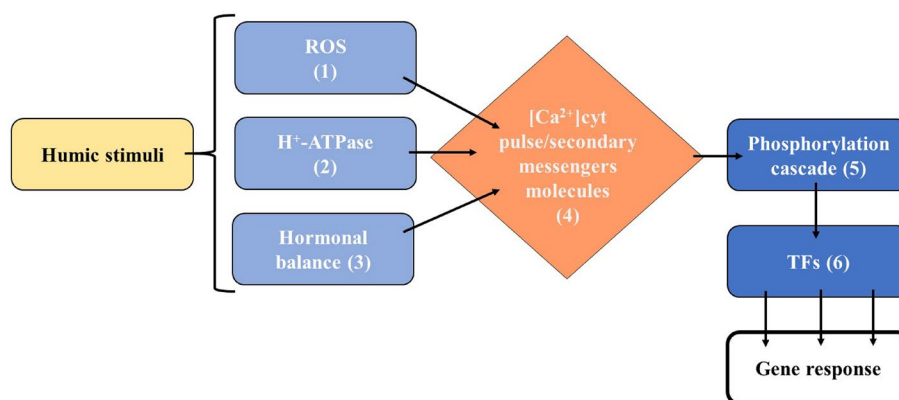 Humic stimuli
ROS
(1)
H⁺-ATPase
(2)
Hormonal
balance (3)
[Ca²⁺]cyt
pulse/secondary
messengers
molecules
(4)
Phosphorylation
cascade (5)
TFs (6)
Gene response